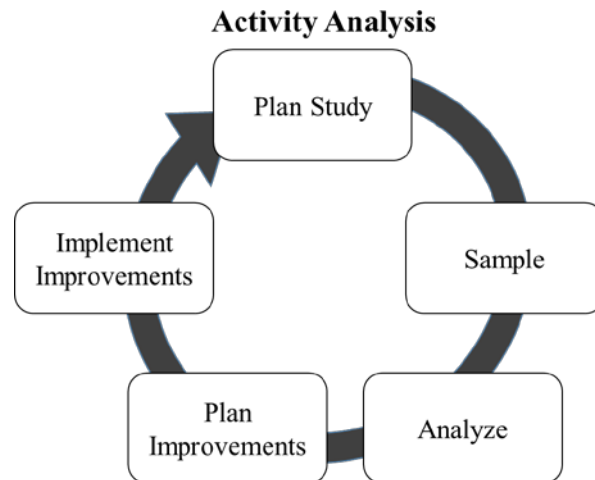 Activity Analysis
Plan Study
Sample
Analyze
Plan
Improvements
Implement
Improvements